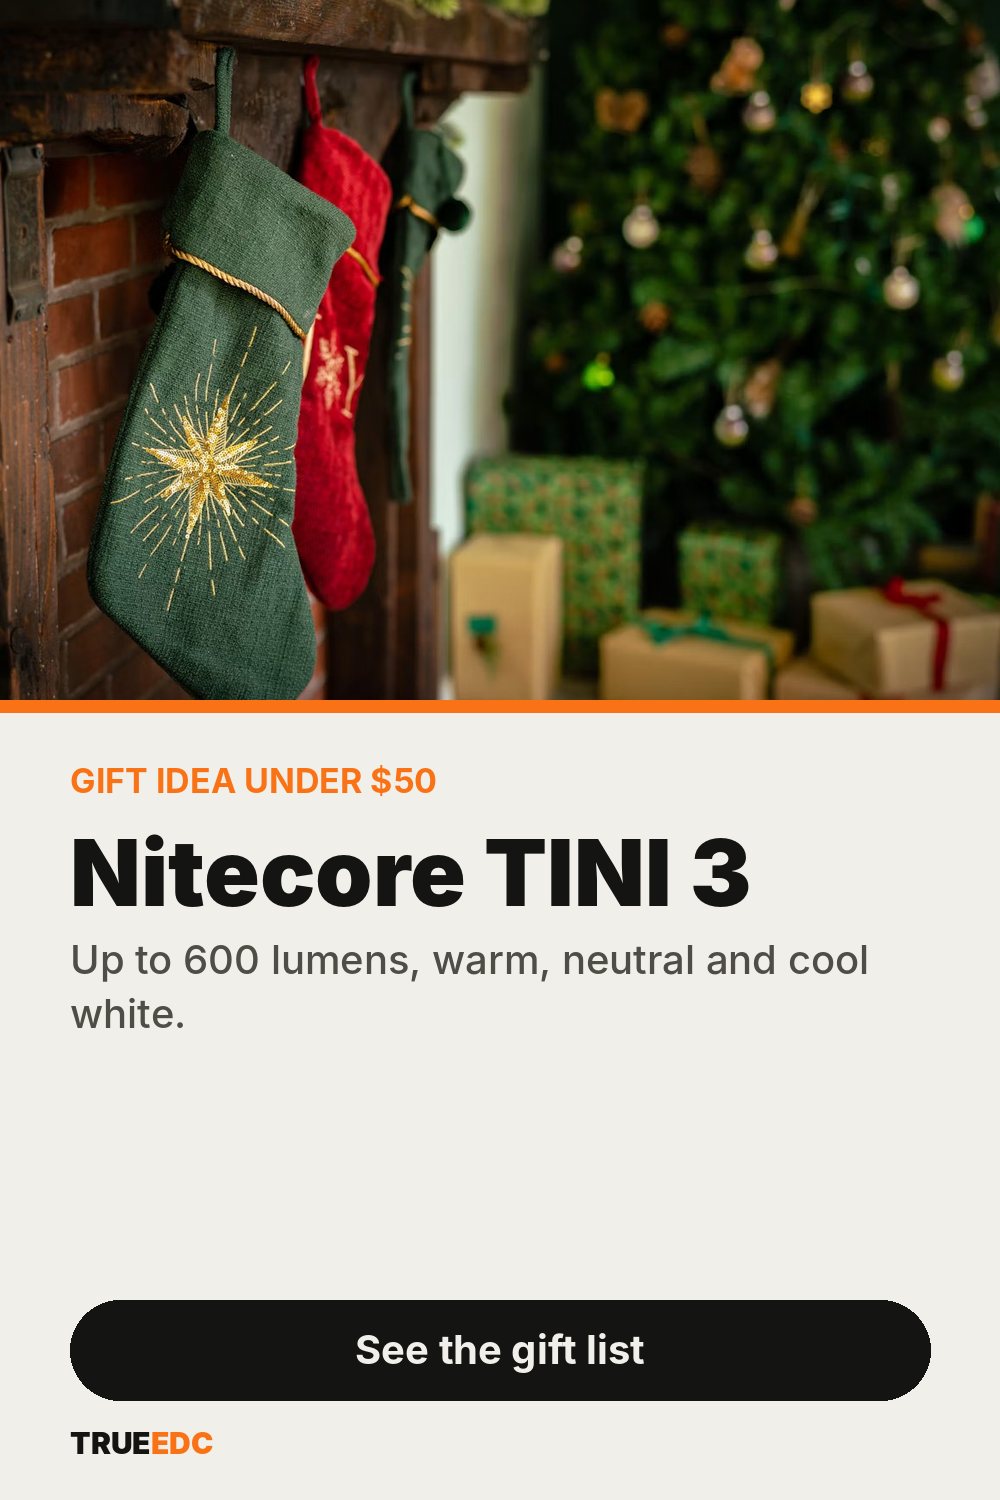 GIFT IDEA UNDER $50
Nitecore TINI 3
Up to 600 lumens, warm, neutral and cool
white.
See the gift list
TRUEEDC